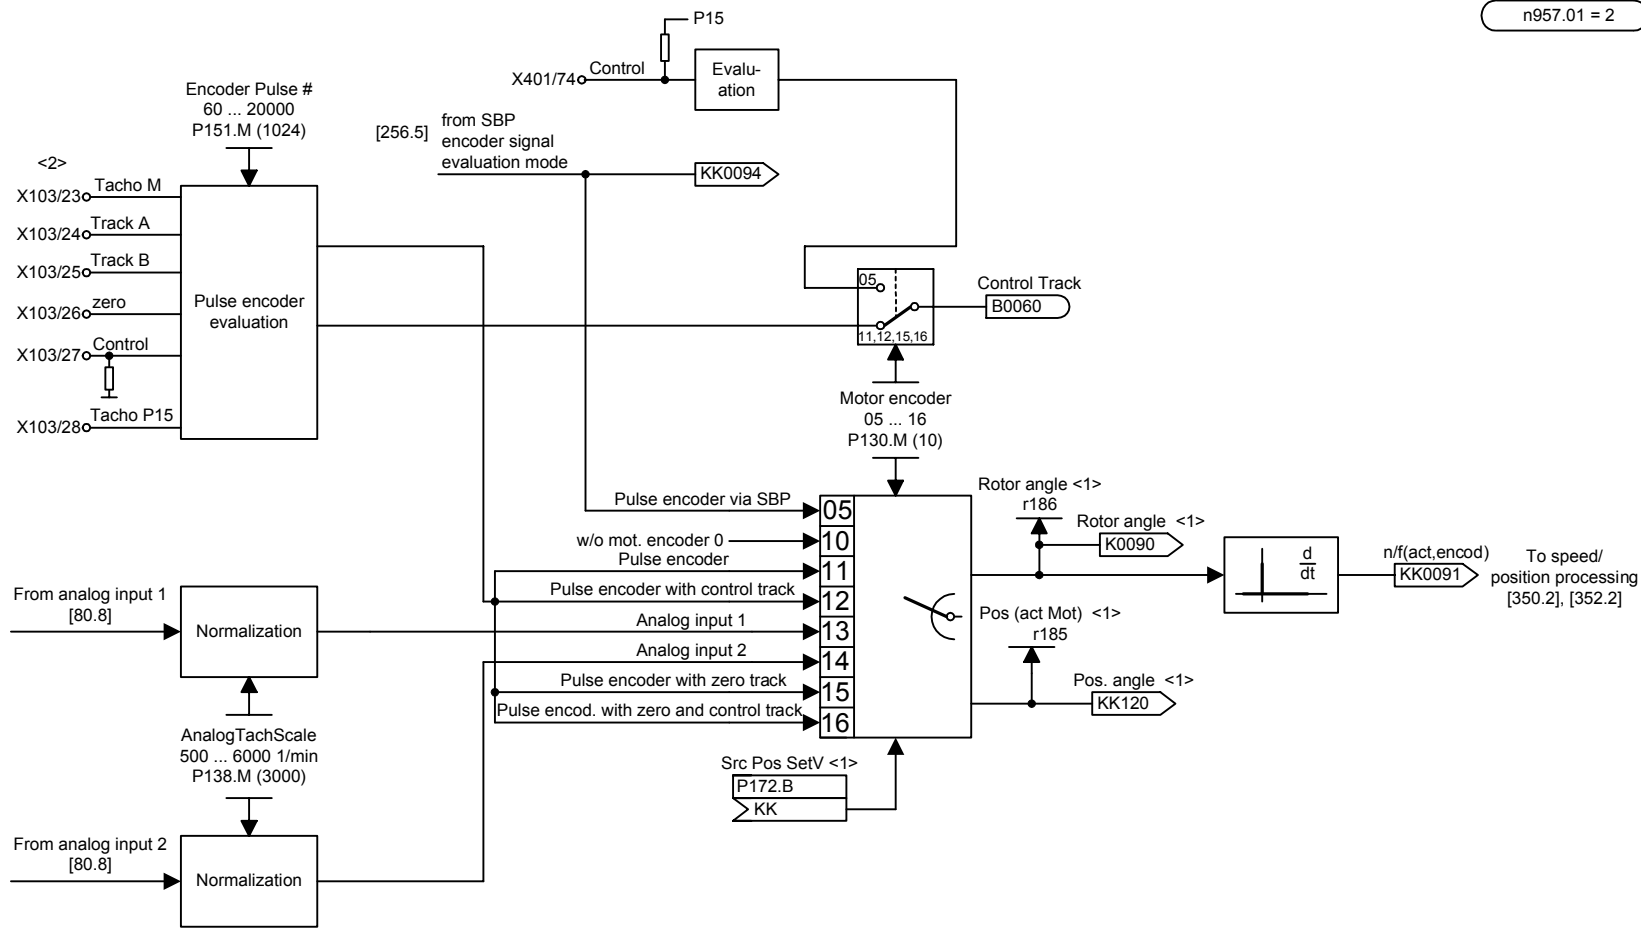 n957.01 = 2
P15
X401/74
Control
Evalu-
ation
Encoder Pulse #
60 ... 20000
P151.M (1024)
[256.5]
from SBP
encoder signal
evaluation mode
KK0094
<2>
X103/23
Tacho M
X103/24
Track A
X103/25
Track B
X103/26
zero
X103/27
Control
X103/28
Tacho P15
Pulse encoder
evaluation
05
11,12,15,16
Control Track
B0060
Motor encoder
05 ... 16
P130.M (10)
Pulse encoder via SBP
05
w/o mot. encoder 0
10
Pulse encoder
11
Pulse encoder with control track
12
Analog input 1
13
Analog input 2
14
Pulse encoder with zero track
15
Pulse encod. with zero and control track
16
Rotor angle <1>
r186
Rotor angle <1>
K0090
d
dt
n/f(act,encod)
KK0091
To speed/
position processing
[350.2], [352.2]
Pos (act Mot) <1>
r185
Pos. angle <1>
KK120
Src Pos SetV <1>
P172.B
KK
From analog input 1
[80.8]
Normalization
AnalogTachScale
500 ... 6000 1/min
P138.M (3000)
From analog input 2
[80.8]
Normalization